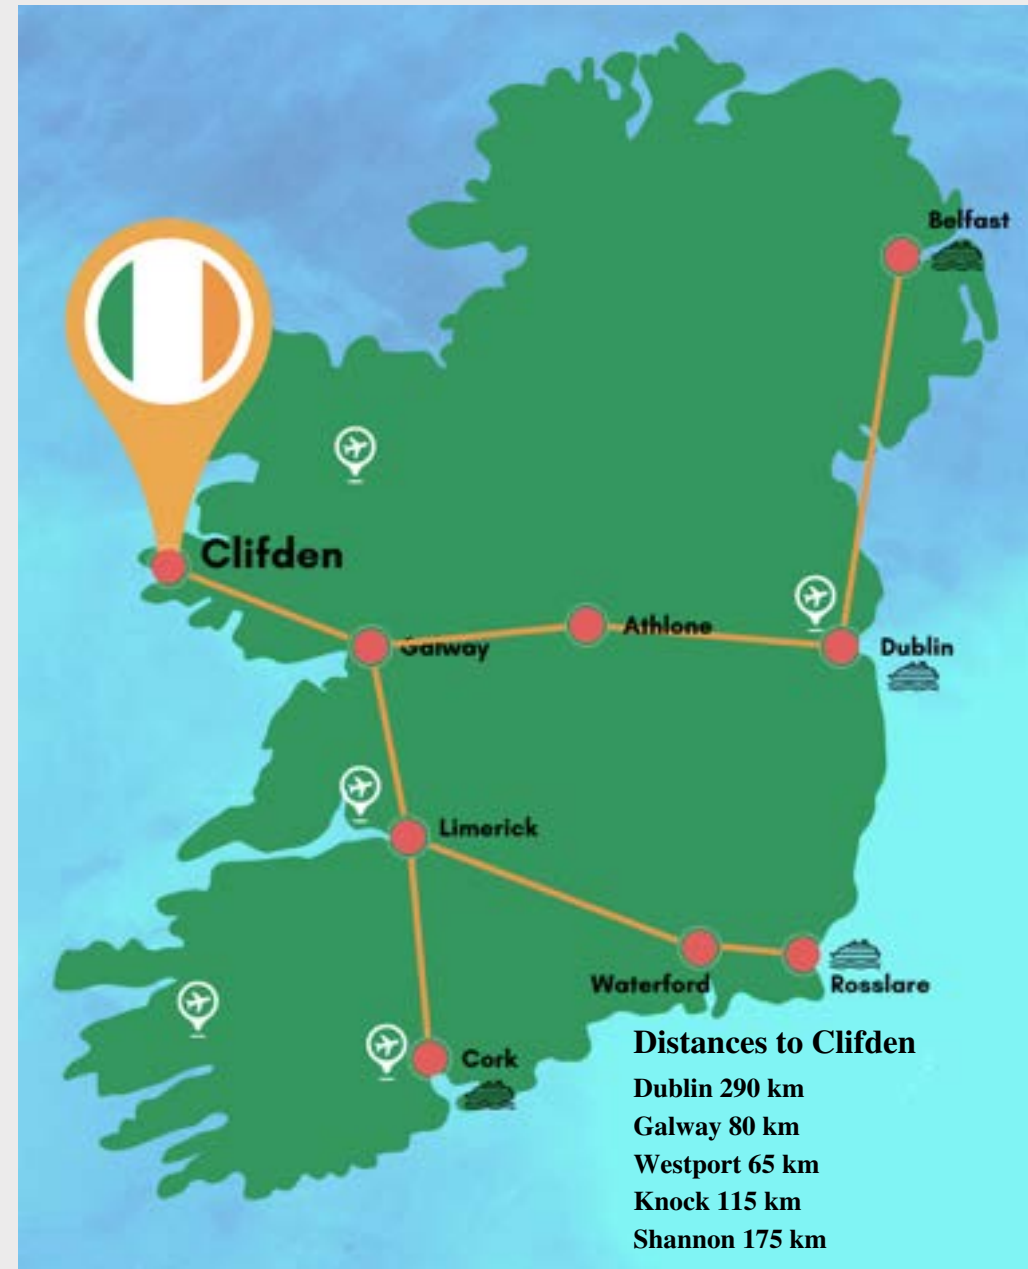 Belfast
Clifden
Galway
Athlone
Dublin
Limerick
Waterford
Rosslare
Cork
Distances to Clifden
Dublin 290 km
Galway 80 km
Westport 65 km
Knock 115 km
Shannon 175 km